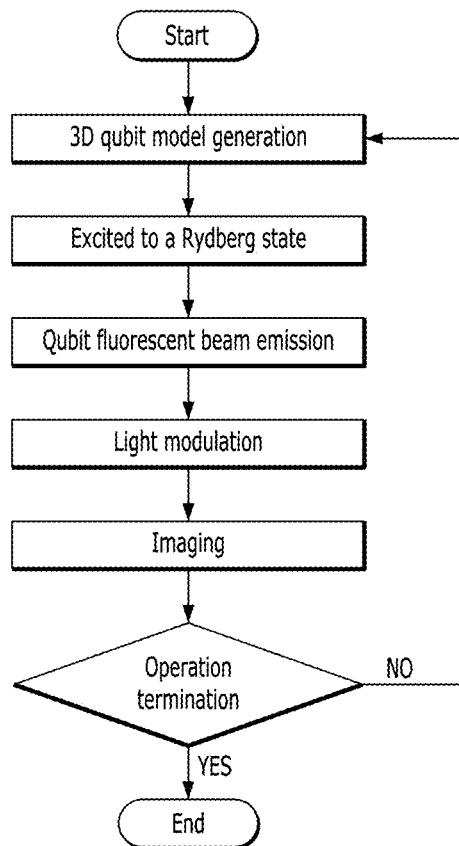 Start
3D qubit model generation
Excited to a Rydberg state
Qubit fluorescent beam emission
Light modulation
Imaging
Operation
termination
NO
YES
End